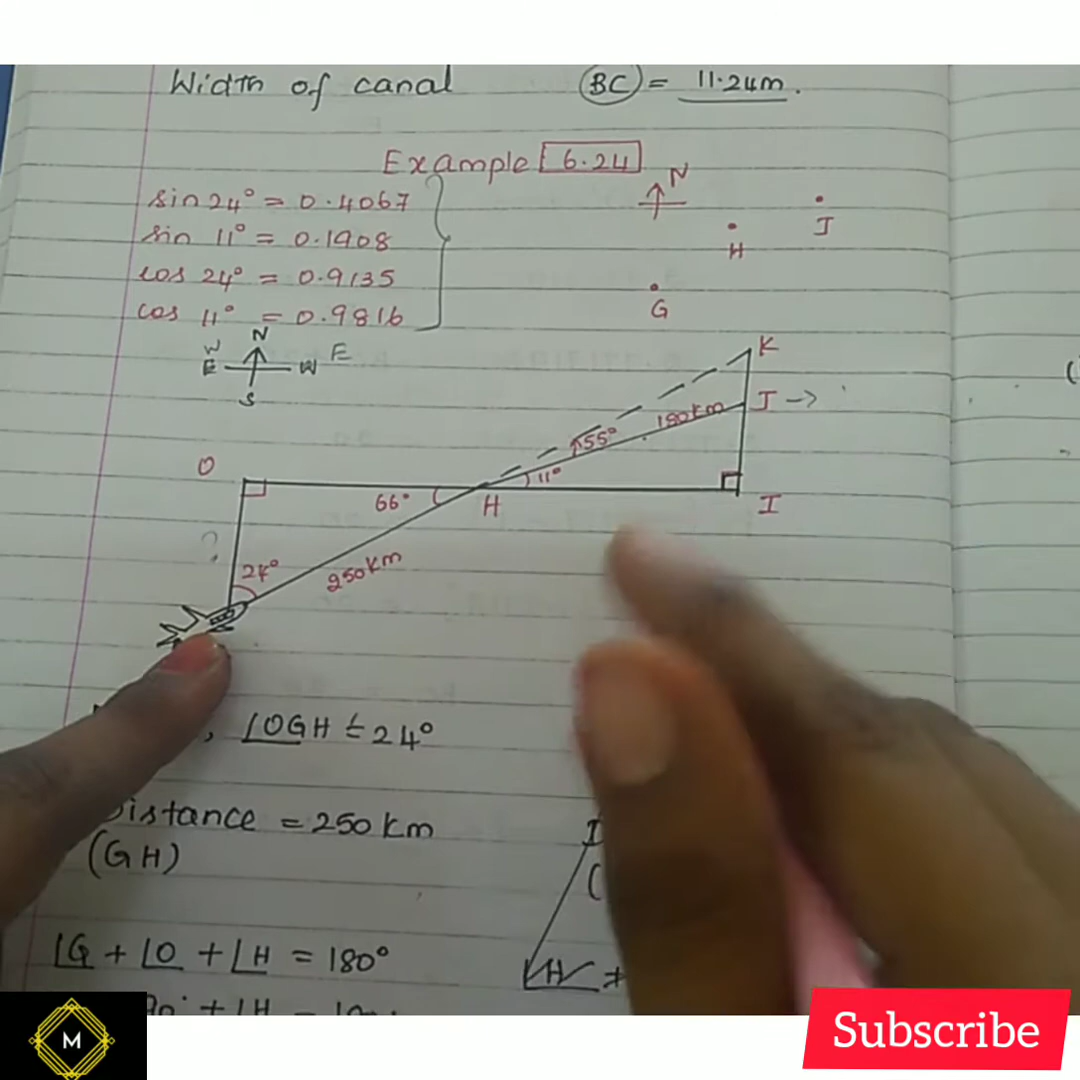 Width of canal (BC) = 11.24m.
Example 6.24
sin 24° = 0.4067
sin 11° = 0.1908
cos 24° = 0.9135
cos 11° = 0.9816
N
J
H
G
N
W E
E W
S
K
J ->
180km
55°
11°
O
66°
H
I
?
24°
250km
, ∠OGH = 24°
Distance = 250 km
(GH)
∠G + ∠O + ∠H = 180°
90° + ∠H =
I
(
H
M
Subscribe